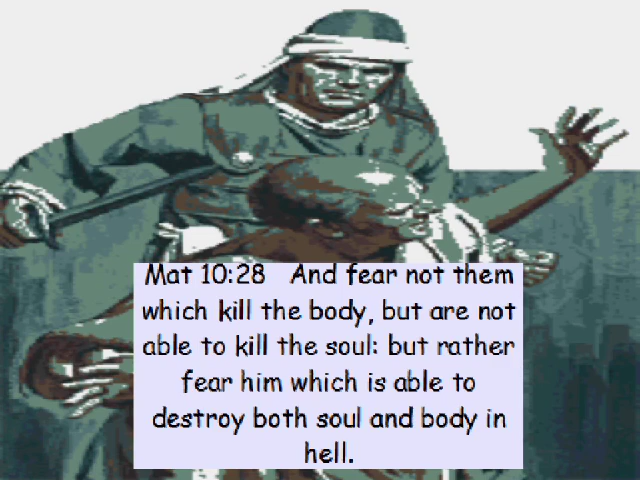 Mat 10:28   And fear not them
which kill the body, but are not
able to kill the soul: but rather
fear him which is able to
destroy both soul and body in
hell.